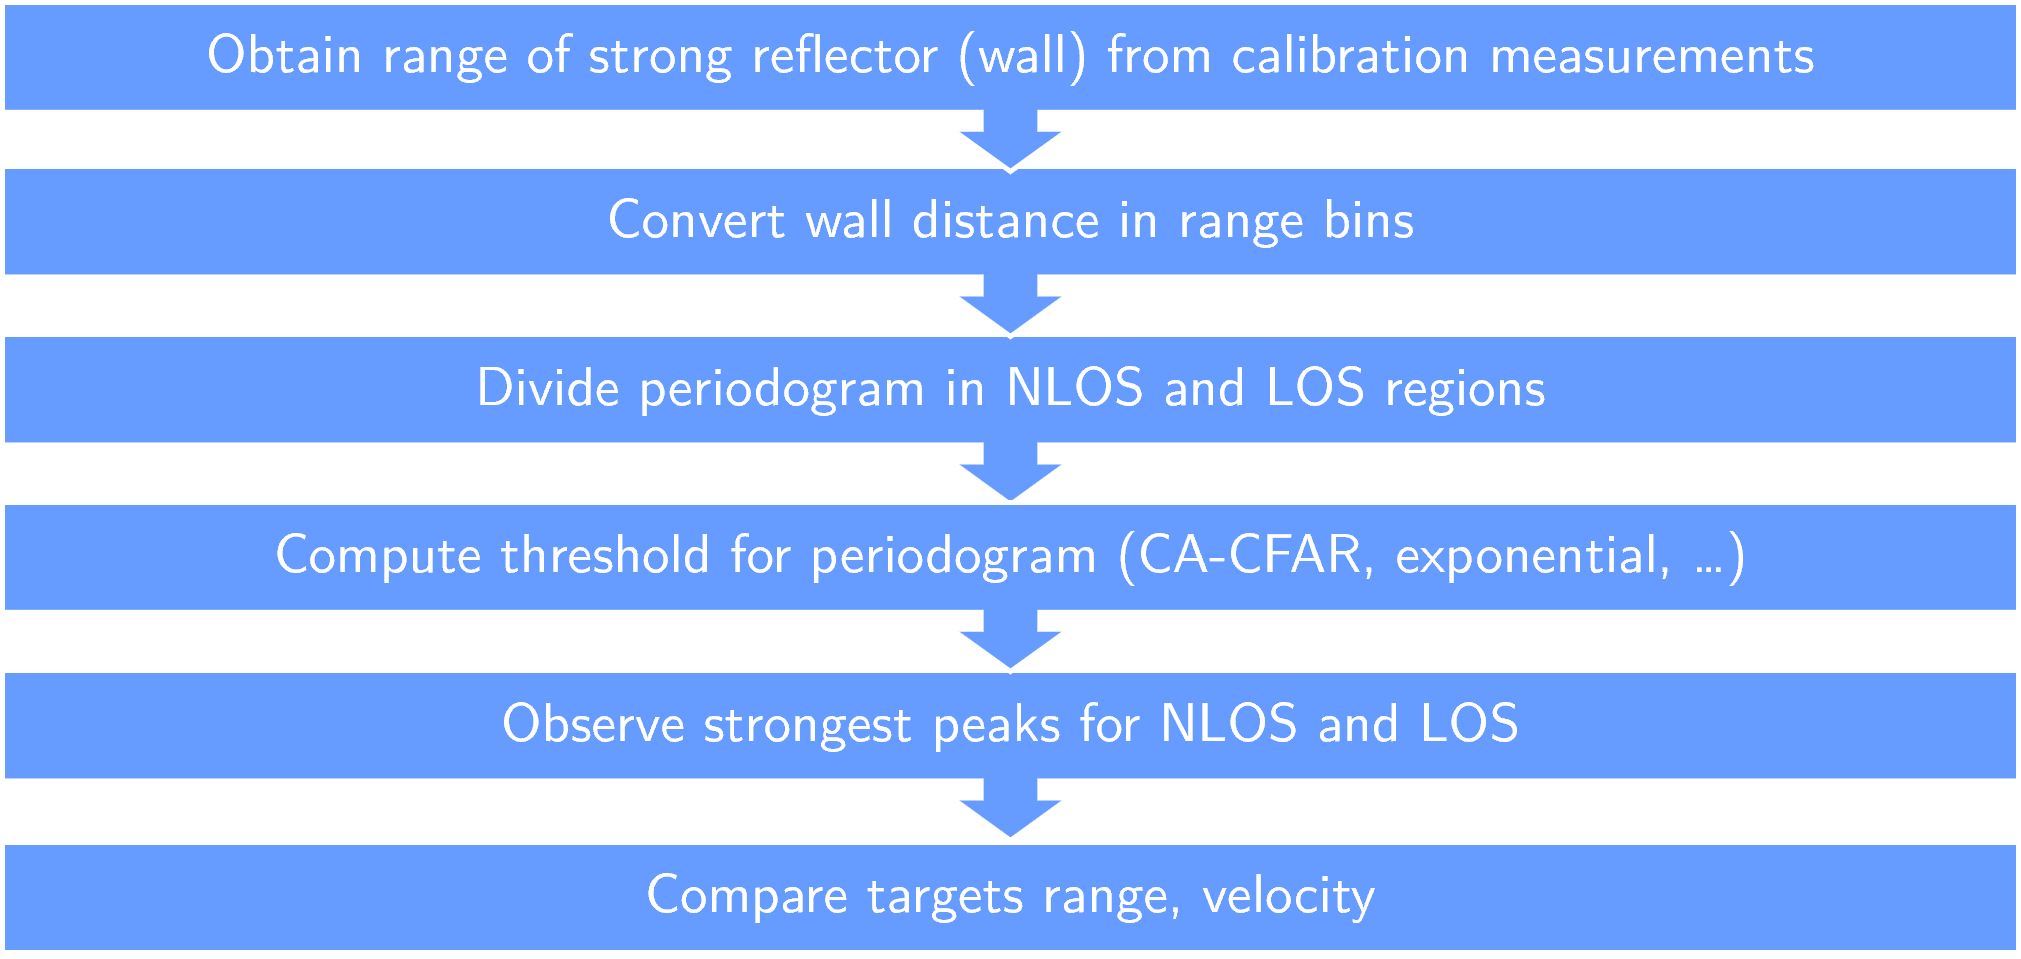 Obtain range of strong reflector (wall) from calibration measurements
Convert wall distance in range bins
Divide periodogram in NLOS and LOS regions
Compute threshold for periodogram (CA-CFAR, exponential, ...)
Observe strongest peaks for NLOS and LOS
Compare targets range, velocity